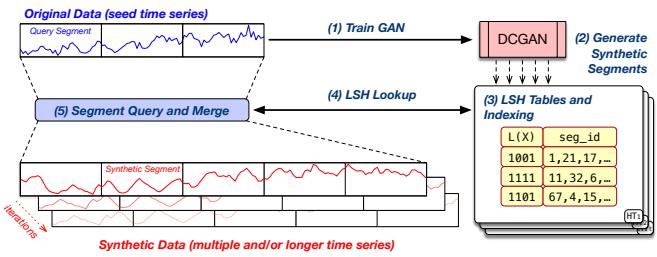 Original Data (seed time series)
Query Segment
(1) Train GAN
DCGAN
(2) Generate
Synthetic
Segments
(4) LSH Lookup
(5) Segment Query and Merge
(3) LSH Tables and
Indexing
L(X) seg_id
1001 1,21,17,…
1111 11,32,6,…
1101 67,4,15,…
HT1
Synthetic Segment
iterations
Synthetic Data (multiple and/or longer time series)